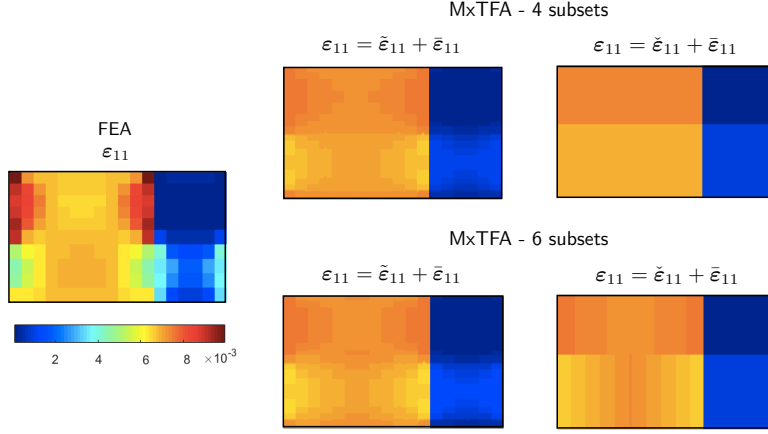 MxTFA - 4 subsets
ε₁₁ = ε̃₁₁ + ε̄₁₁
ε₁₁ = ε̌₁₁ + ε̄₁₁
FEA
ε₁₁
MxTFA - 6 subsets
ε₁₁ = ε̃₁₁ + ε̄₁₁
ε₁₁ = ε̌₁₁ + ε̄₁₁
2 4 6 8 ×10⁻³